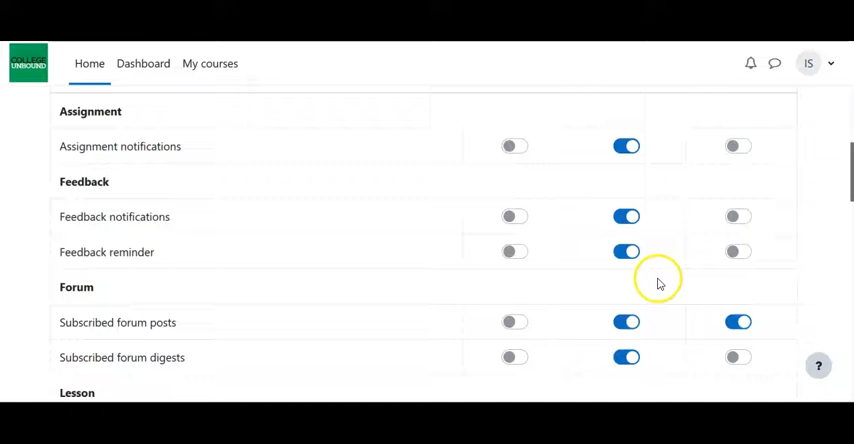 COLLEGE
UNBOUND
Home Dashboard My courses IS
Assignment
Assignment notifications
Feedback
Feedback notifications
Feedback reminder
Forum
Subscribed forum posts
Subscribed forum digests
?
Lesson